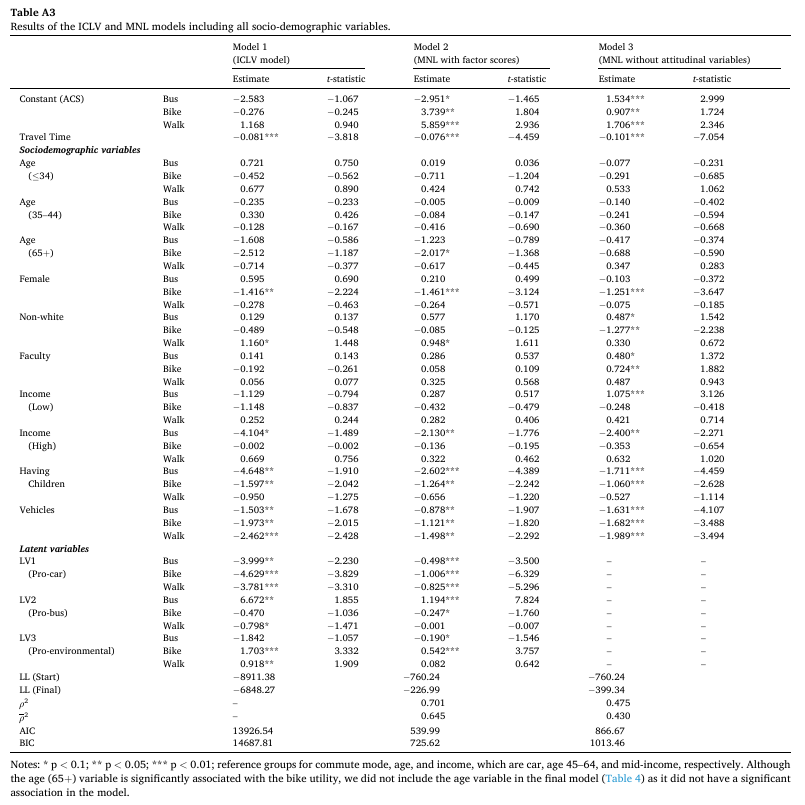 Table A3
Results of the ICLV and MNL models including all socio-demographic variables.
Model 1 Model 2 Model 3
(ICLV model) (MNL with factor scores) (MNL without attitudinal variables)
Estimate t-statistic Estimate t-statistic Estimate t-statistic
Constant (ACS) Bus −2.583 −1.067 −2.951* −1.465 1.534*** 2.999
Bike −0.276 −0.245 3.739** 1.804 0.907** 1.724
Walk 1.168 0.940 5.859*** 2.936 1.706*** 2.346
Travel Time −0.081*** −3.818 −0.076*** −4.459 −0.101*** −7.054
Sociodemographic variables
Age Bus 0.721 0.750 0.019 0.036 −0.077 −0.231
(≤34) Bike −0.452 −0.562 −0.711 −1.204 −0.291 −0.685
Walk 0.677 0.890 0.424 0.742 0.533 1.062
Age Bus −0.235 −0.233 −0.005 −0.009 −0.140 −0.402
(35–44) Bike 0.330 0.426 −0.084 −0.147 −0.241 −0.594
Walk −0.128 −0.167 −0.416 −0.690 −0.360 −0.668
Age Bus −1.608 −0.586 −1.223 −0.789 −0.417 −0.374
(65+) Bike −2.512 −1.187 −2.017* −1.368 −0.688 −0.590
Walk −0.714 −0.377 −0.617 −0.445 0.347 0.283
Female Bus 0.595 0.690 0.210 0.499 −0.103 −0.372
Bike −1.416** −2.224 −1.461*** −3.124 −1.251*** −3.647
Walk −0.278 −0.463 −0.264 −0.571 −0.075 −0.185
Non-white Bus 0.129 0.137 0.577 1.170 0.487* 1.542
Bike −0.489 −0.548 −0.085 −0.125 −1.277** −2.238
Walk 1.160* 1.448 0.948* 1.611 0.330 0.672
Faculty Bus 0.141 0.143 0.286 0.537 0.480* 1.372
Bike −0.192 −0.261 0.058 0.109 0.724** 1.882
Walk 0.056 0.077 0.325 0.568 0.487 0.943
Income Bus −1.129 −0.794 0.287 0.517 1.075*** 3.126
(Low) Bike −1.148 −0.837 −0.432 −0.479 −0.248 −0.418
Walk 0.252 0.244 0.282 0.406 0.421 0.714
Income Bus −4.104* −1.489 −2.130** −1.776 −2.400** −2.271
(High) Bike −0.002 −0.002 −0.136 −0.195 −0.353 −0.654
Walk 0.669 0.756 0.322 0.462 0.632 1.020
Having Bus −4.648** −1.910 −2.602*** −4.389 −1.711*** −4.459
Children Bike −1.597** −2.042 −1.264** −2.242 −1.060*** −2.628
Walk −0.950 −1.275 −0.656 −1.220 −0.527 −1.114
Vehicles Bus −1.503** −1.678 −0.878** −1.907 −1.631*** −4.107
Bike −1.973** −2.015 −1.121** −1.820 −1.682*** −3.488
Walk −2.462*** −2.428 −1.498** −2.292 −1.989*** −3.494
Latent variables
LV1 Bus −3.999** −2.230 −0.498*** −3.500 – –
(Pro-car) Bike −4.629*** −3.829 −1.006*** −6.329 – –
Walk −3.781*** −3.310 −0.825*** −5.296 – –
LV2 Bus 6.672** 1.855 1.194*** 7.824 – –
(Pro-bus) Bike −0.470 −1.036 −0.247* −1.760 – –
Walk −0.798* −1.471 −0.001 −0.007 – –
LV3 Bus −1.842 −1.057 −0.190* −1.546 – –
(Pro-environmental) Bike 1.703*** 3.332 0.542*** 3.757 – –
Walk 0.918** 1.909 0.082 0.642 – –
LL (Start) −8911.38 −760.24 −760.24
LL (Final) −6848.27 −226.99 −399.34
ρ² – 0.701 0.475
ρ̅² – 0.645 0.430
AIC 13926.54 539.99 866.67
BIC 14687.81 725.62 1013.46
Notes: * p < 0.1; ** p < 0.05; *** p < 0.01; reference groups for commute mode, age, and income, which are car, age 45–64, and mid-income, respectively. Although
the age (65+) variable is significantly associated with the bike utility, we did not include the age variable in the final model (Table 4) as it did not have a significant
association in the model.